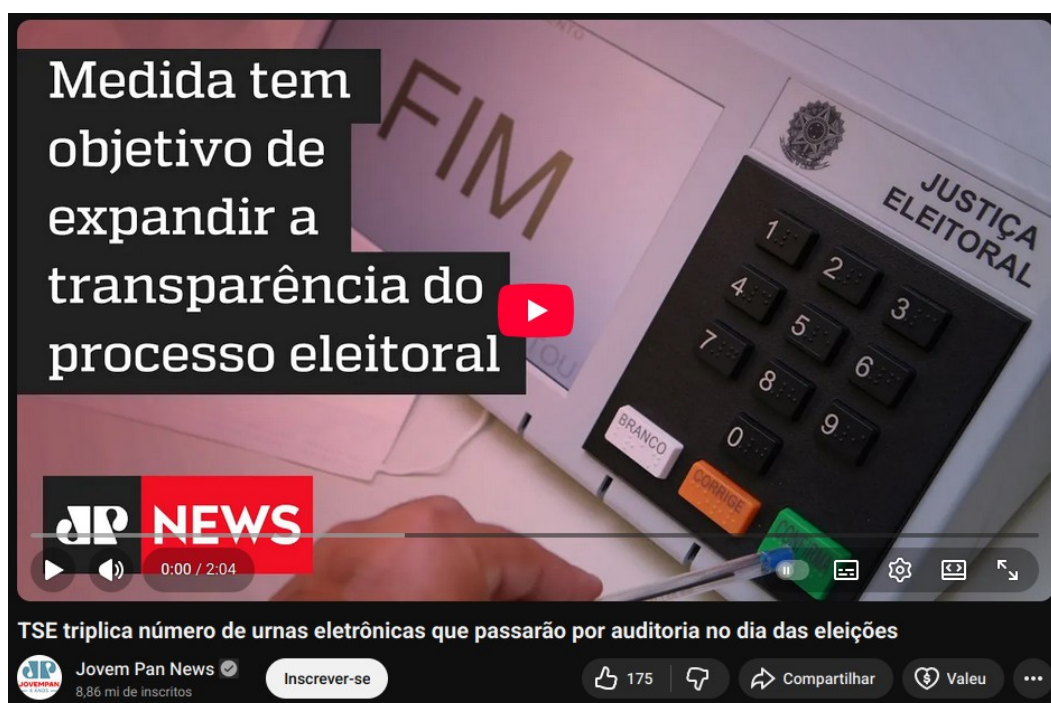 Medida tem
objetivo de
expandir a
transparência do
processo eleitoral
FIM
JUSTIÇA
ELEITORAL
1
2
3
4
5
6
7
8
9
BRANCO
0
CORRIGE
CONFIRMA
JP NEWS
0:00 / 2:04
TSE triplica número de urnas eletrônicas que passarão por auditoria no dia das eleições
JP
JOVEMPAN
Jovem Pan News
8,86 mi de inscritos
Inscrever-se
175
Compartilhar
Valeu